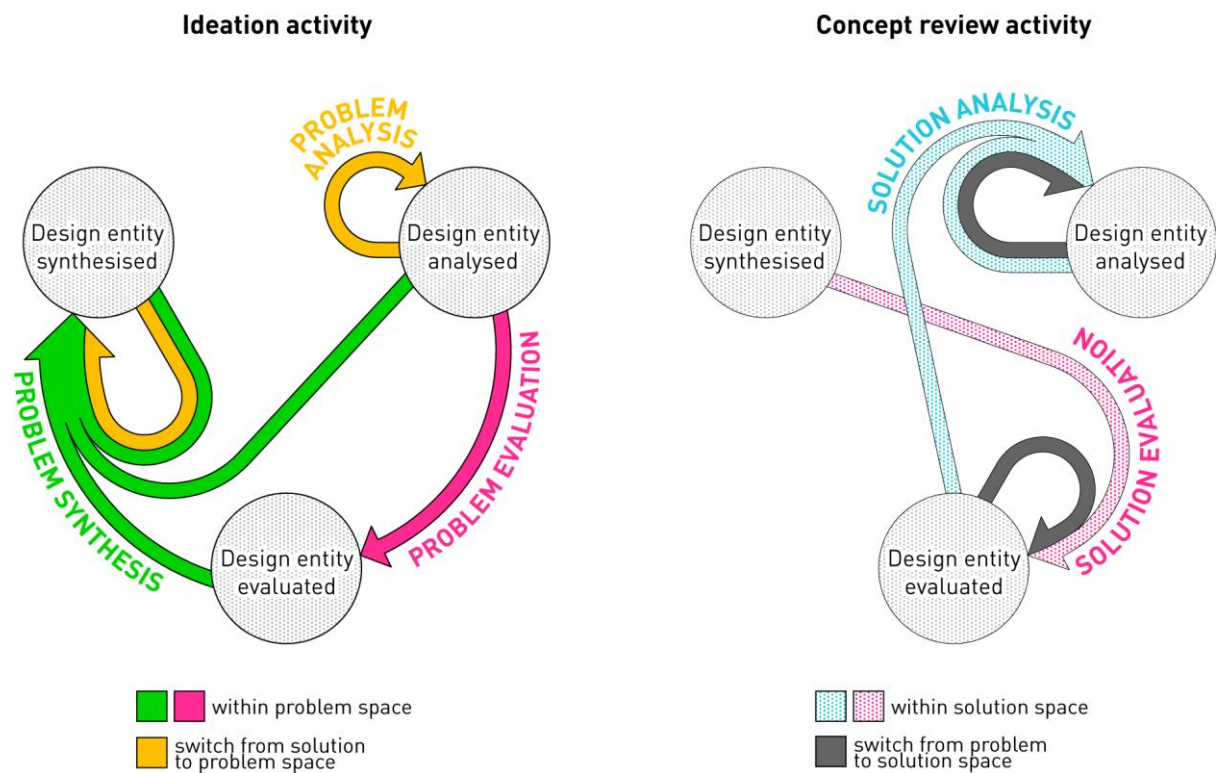 Ideation activity
PROBLEM
ANALYSIS
Design entity
synthesised
Design entity
analysed
PROBLEM SYNTHESIS
PROBLEM EVALUATION
Design entity
evaluated
within problem space
switch from solution
to problem space
Concept review activity
SOLUTION ANALYSIS
Design entity
synthesised
Design entity
analysed
SOLUTION EVALUATION
Design entity
evaluated
within solution space
switch from problem
to solution space